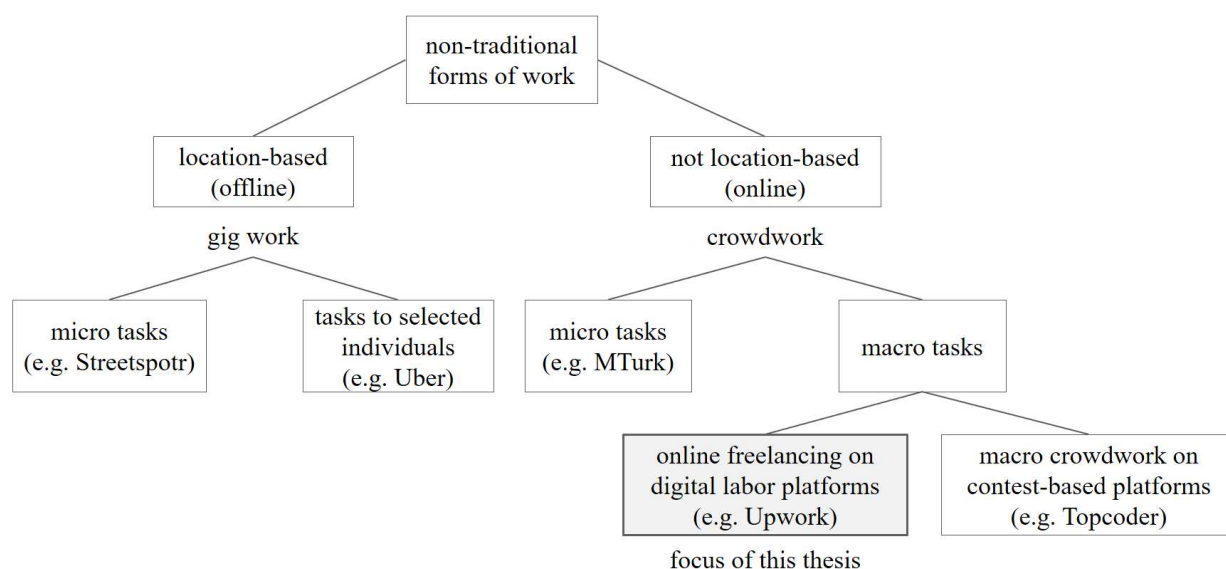 non-traditional
forms of work
location-based
(offline)
not location-based
(online)
gig work
crowdwork
micro tasks
(e.g. Streetspotr)
tasks to selected
individuals
(e.g. Uber)
micro tasks
(e.g. MTurk)
macro tasks
online freelancing on
digital labor platforms
(e.g. Upwork)
macro crowdwork on
contest-based platforms
(e.g. Topcoder)
focus of this thesis